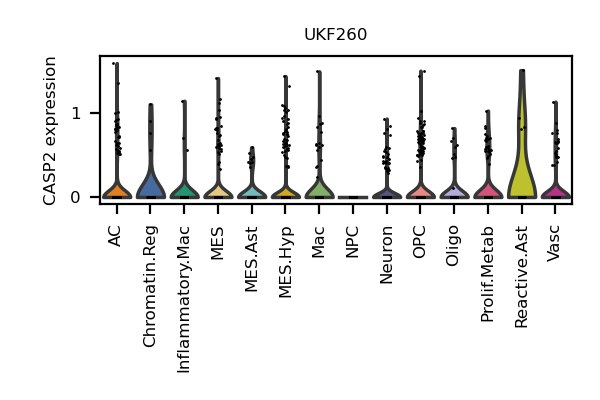 UKF260
CASP2 expression
1
0
AC
Chromatin.Reg
Inflammatory.Mac
MES
MES.Ast
MES.Hyp
Mac
NPC
Neuron
OPC
Oligo
Prolif.Metab
Reactive.Ast
Vasc